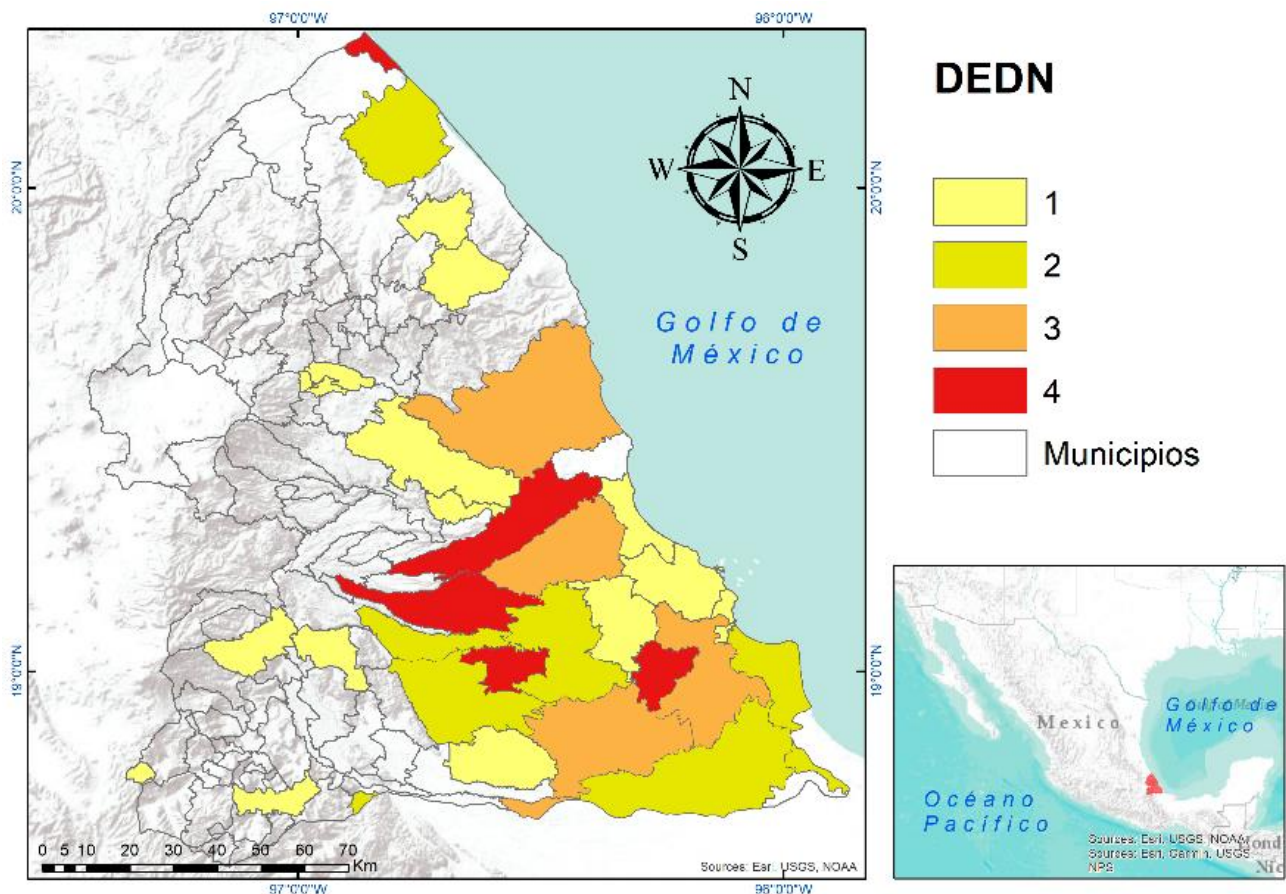 97°0'0"W
96°0'0"W
DEDN
N
W
E
S
20°0'0"N
20°0'0"N
1
2
3
4
Municipios
Golfo de
México
19°0'0"N
19°0'0"N
0 5 10 20 30 40 50 60 70
Km
Sources: Esri, USGS, NOAA
97°0'0"W
96°0'0"W
Mexico
Golfo de
México
Océano
Pacífico
Sources: Esri, USGS, NOAA
Sources: Esri, Garmin, USGS
NPS